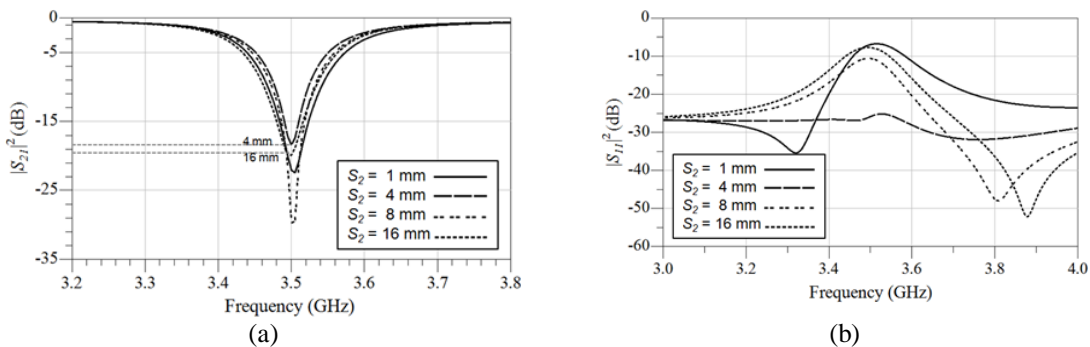 0
-5
-15
-25
-35
|S21|² (dB)
4 mm
16 mm
S2 = 1 mm
S2 = 4 mm
S2 = 8 mm
S2 = 16 mm
3.2
3.3
3.4
3.5
3.6
3.7
3.8
Frequency (GHz)
(a)
0
-10
-20
-30
-40
-50
-60
|S11|² (dB)
S2 = 1 mm
S2 = 4 mm
S2 = 8 mm
S2 = 16 mm
3.0
3.2
3.4
3.6
3.8
4.0
Frequency (GHz)
(b)